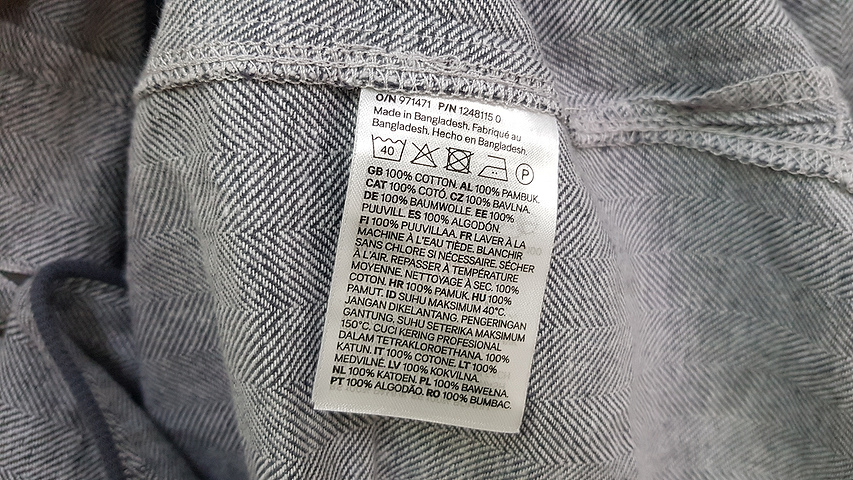 O/N 971471 P/N 1248115 0
Made in Bangladesh. Fabriqué au
Bangladesh. Hecho en Bangladesh.
40 P
GB 100% COTTON. AL 100% PAMBUK.
CAT 100% COTÓ. CZ 100% BAVLNA.
DE 100% BAUMWOLLE. EE 100%
PUUVILL. ES 100% ALGODÓN.
FI 100% PUUVILLAA. FR LAVER À LA
MACHINE À L'EAU TIÈDE. BLANCHIR
SANS CHLORE SI NÉCESSAIRE. SÉCHER
À L'AIR. REPASSER À TEMPÉRATURE
MOYENNE. NETTOYAGE À SEC. 100%
COTON. HR 100% PAMUK. HU 100%
PAMUT. ID SUHU MAKSIMUM 40°C.
JANGAN DIKELANTANG. PENGERINGAN
GANTUNG. SUHU SETERIKA MAKSIMUM
150°C. CUCI KERING PROFESIONAL
DALAM TETRAKLOROETHANA. 100%
KATUN. IT 100% COTONE. LT 100%
MEDVILNĖ. LV 100% KOKVILNA.
NL 100% KATOEN. PL 100% BAWEŁNA.
PT 100% ALGODÃO. RO 100% BUMBAC.